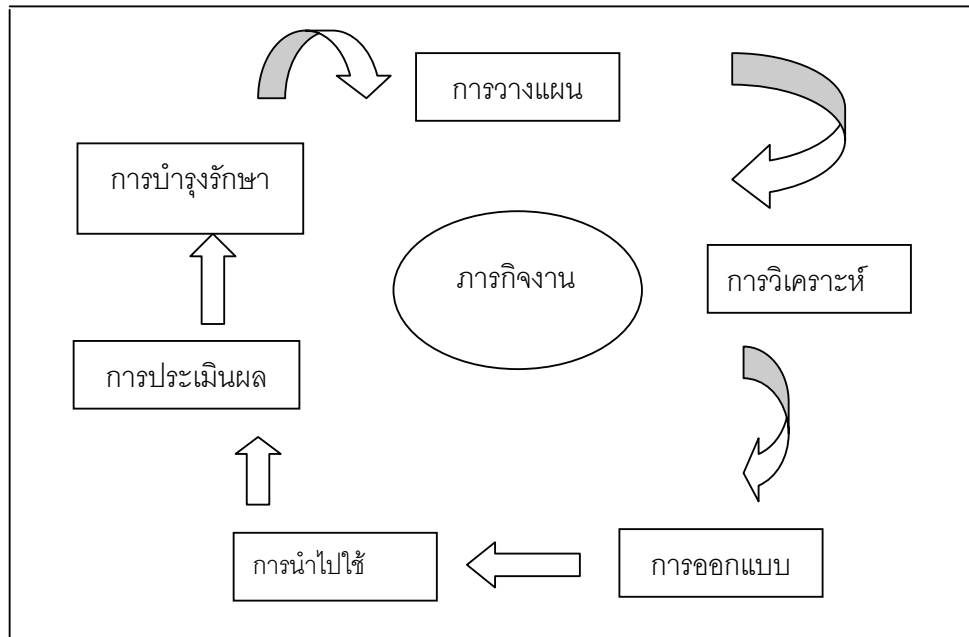 การวางแผน
การบำรุงรักษา
ภารกิจงาน
การวิเคราะห์
การประเมินผล
การนำไปใช้
การออกแบบ